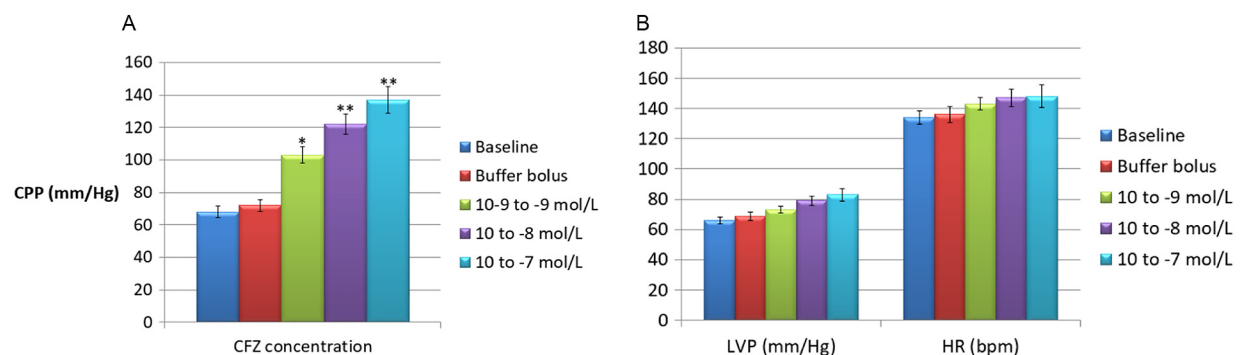 A
160
140
120
100
80
60
40
20
0
CPP (mm/Hg)
*
**
**
CFZ concentration
Baseline
Buffer bolus
10-9 to -9 mol/L
10 to -8 mol/L
10 to -7 mol/L
B
180
160
140
120
100
80
60
40
20
0
LVP (mm/Hg)
HR (bpm)
Baseline
Buffer bolus
10 to -9 mol/L
10 to -8 mol/L
10 to -7 mol/L